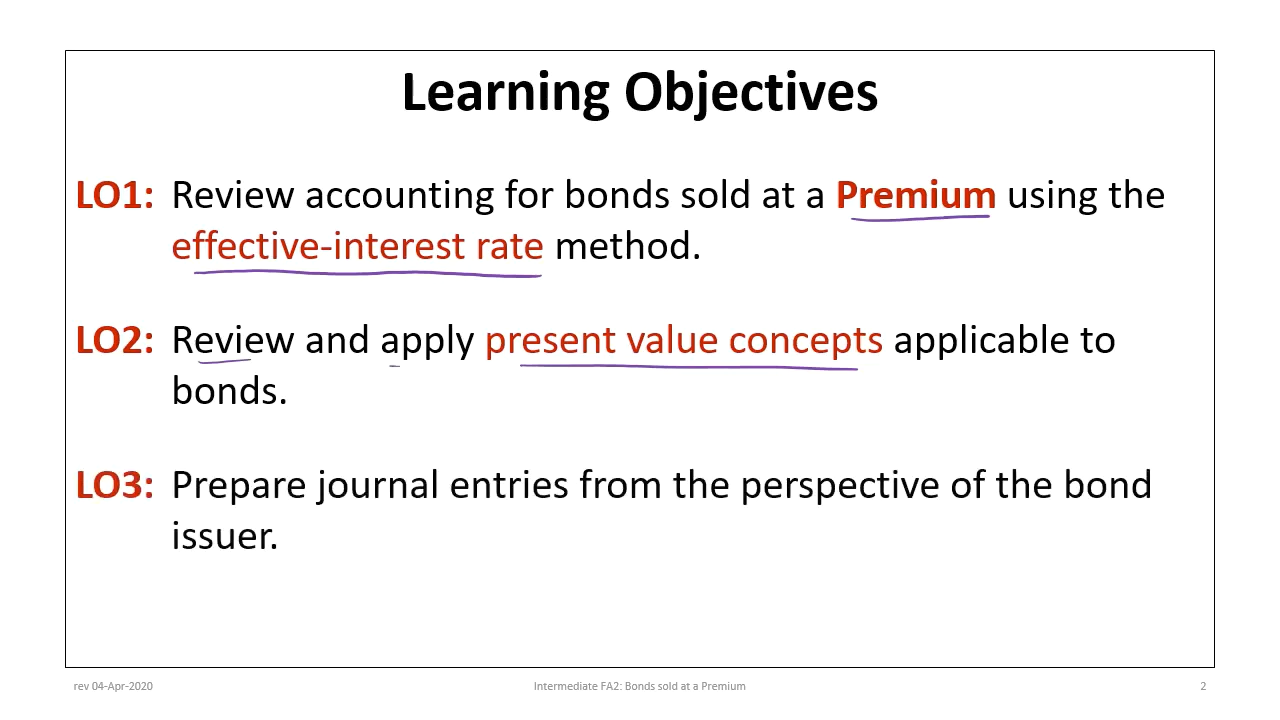 Learning Objectives
LO1: Review accounting for bonds sold at a Premium using the
effective-interest rate method.
LO2: Review and apply present value concepts applicable to
bonds.
LO3: Prepare journal entries from the perspective of the bond
issuer.
rev 04-Apr-2020 Intermediate FA2: Bonds sold at a Premium 2